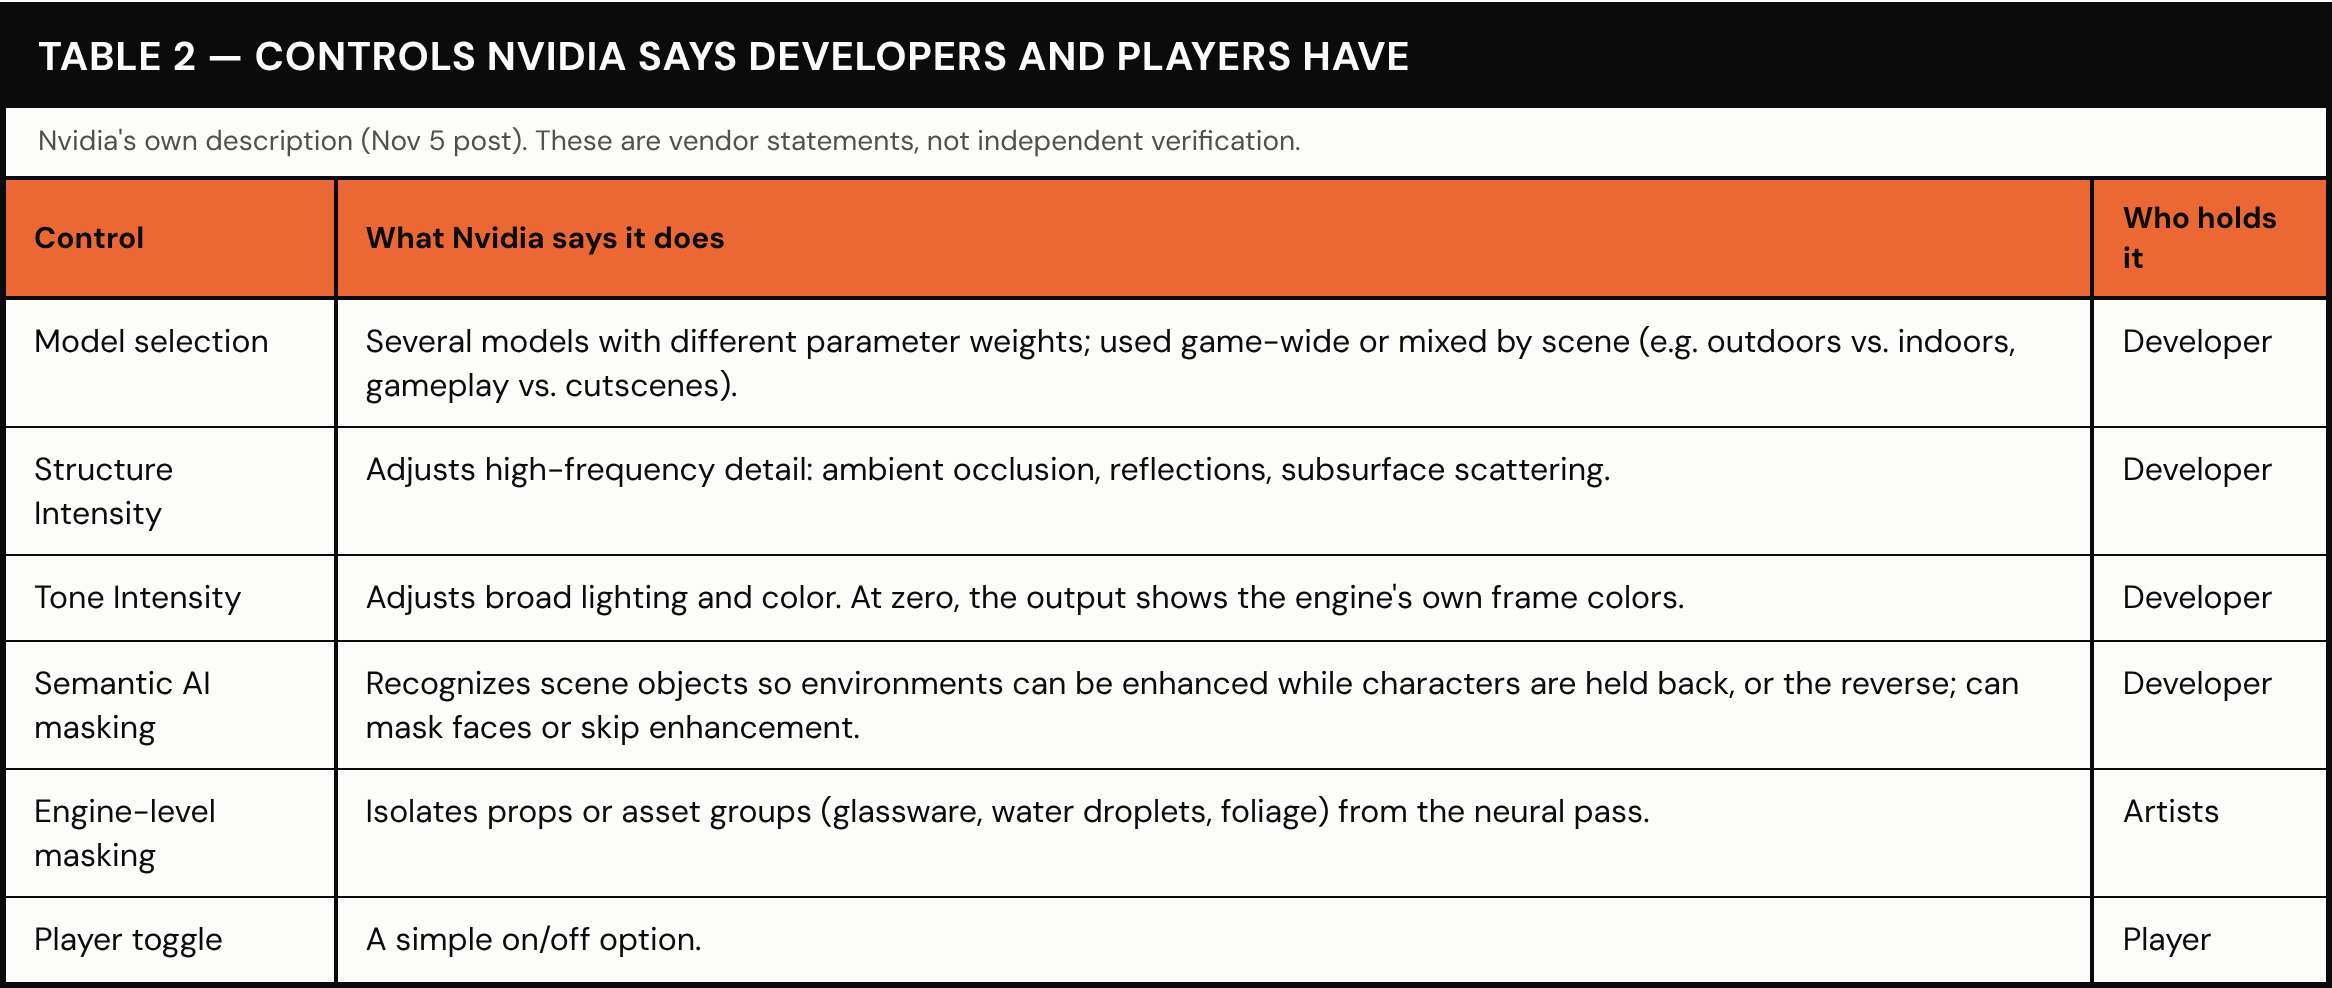 TABLE 2 — CONTROLS NVIDIA SAYS DEVELOPERS AND PLAYERS HAVE
Nvidia's own description (Nov 5 post). These are vendor statements, not independent verification.
Control
What Nvidia says it does
Who holds
it
Model selection
Several models with different parameter weights; used game-wide or mixed by scene (e.g. outdoors vs. indoors,
gameplay vs. cutscenes).
Developer
Structure
Intensity
Adjusts high-frequency detail: ambient occlusion, reflections, subsurface scattering.
Developer
Tone Intensity
Adjusts broad lighting and color. At zero, the output shows the engine's own frame colors.
Developer
Semantic AI
masking
Recognizes scene objects so environments can be enhanced while characters are held back, or the reverse; can
mask faces or skip enhancement.
Developer
Engine-level
masking
Isolates props or asset groups (glassware, water droplets, foliage) from the neural pass.
Artists
Player toggle
A simple on/off option.
Player